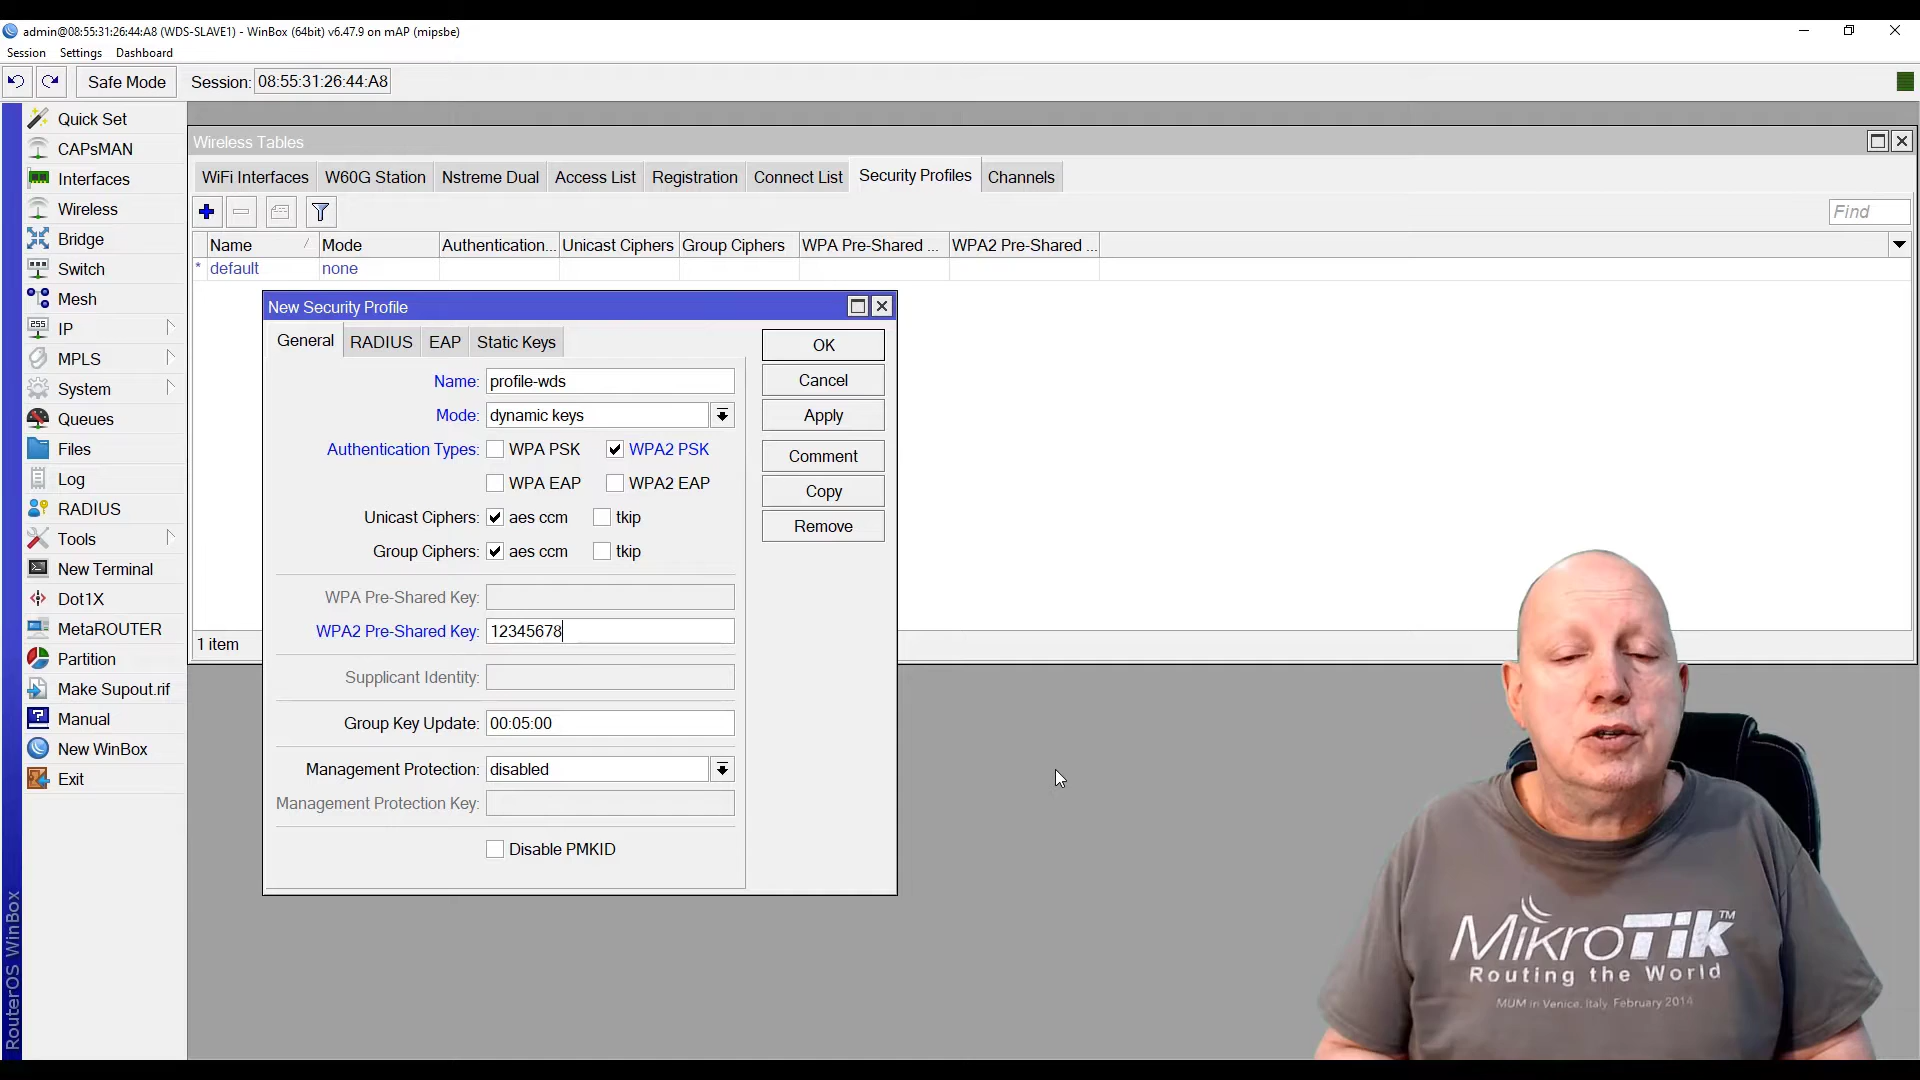 admin@08:55:31:26:44:A8 (WDS-SLAVE1) - WinBox (64bit) v6.47.9 on mAP (mipsbe)
Session Settings Dashboard
Safe Mode Session: 08:55:31:26:44:A8
Quick Set
CAPsMAN
Interfaces
Wireless
Bridge
Switch
Mesh
IP
MPLS
System
Queues
Files
Log
RADIUS
Tools
New Terminal
Dot1X
MetaROUTER
Partition
Make Supout.rif
Manual
New WinBox
Exit
RouterOS WinBox
Wireless Tables
WiFi Interfaces W60G Station Nstreme Dual Access List Registration Connect List Security Profiles Channels
Find
Name / Mode Authentication... Unicast Ciphers Group Ciphers WPA Pre-Shared ... WPA2 Pre-Shared ...
* default none
1 item
New Security Profile
General RADIUS EAP Static Keys
Name: profile-wds
Mode: dynamic keys
Authentication Types: WPA PSK WPA2 PSK
WPA EAP WPA2 EAP
Unicast Ciphers: aes ccm tkip
Group Ciphers: aes ccm tkip
WPA Pre-Shared Key:
WPA2 Pre-Shared Key: 12345678
Supplicant Identity:
Group Key Update: 00:05:00
Management Protection: disabled
Management Protection Key:
Disable PMKID
OK
Cancel
Apply
Comment
Copy
Remove
MikroTik™
Routing the World
MUM in Venice, Italy, February 2014